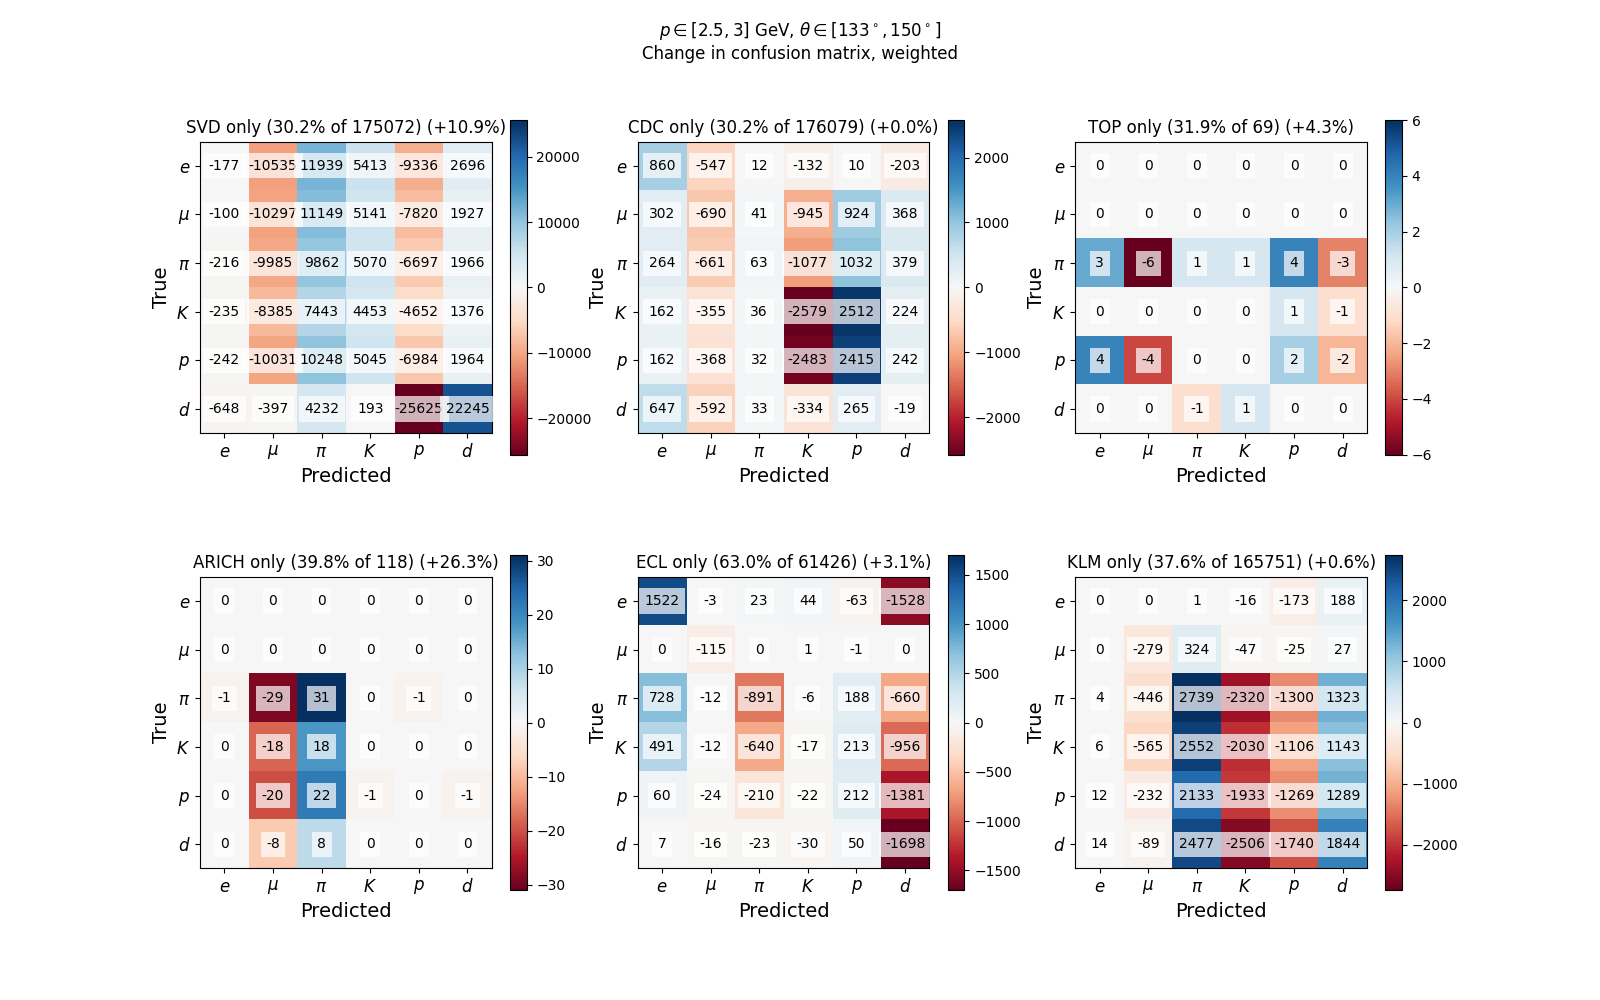 p ∈ [2.5, 3] GeV, θ ∈ [133°, 150°]
Change in confusion matrix, weighted
SVD only (30.2% of 175072) (+10.9%)
True
e -177 -10535 11939 5413 -9336 2696
μ -100 -10297 11149 5141 -7820 1927
π -216 -9985 9862 5070 -6697 1966
K -235 -8385 7443 4453 -4652 1376
p -242 -10031 10248 5045 -6984 1964
d -648 -397 4232 193 -25625 22245
e μ π K p d
Predicted
20000
10000
0
−10000
−20000
CDC only (30.2% of 176079) (+0.0%)
True
e 860 -547 12 -132 10 -203
μ 302 -690 41 -945 924 368
π 264 -661 63 -1077 1032 379
K 162 -355 36 -2579 2512 224
p 162 -368 32 -2483 2415 242
d 647 -592 33 -334 265 -19
e μ π K p d
Predicted
2000
1000
0
−1000
−2000
TOP only (31.9% of 69) (+4.3%)
True
e 0 0 0 0 0 0
μ 0 0 0 0 0 0
π 3 -6 1 1 4 -3
K 0 0 0 0 1 -1
p 4 -4 0 0 2 -2
d 0 0 -1 1 0 0
e μ π K p d
Predicted
6
4
2
0
−2
−4
−6
ARICH only (39.8% of 118) (+26.3%)
True
e 0 0 0 0 0 0
μ 0 0 0 0 0 0
π -1 -29 31 0 -1 0
K 0 -18 18 0 0 0
p 0 -20 22 -1 0 -1
d 0 -8 8 0 0 0
e μ π K p d
Predicted
30
20
10
0
−10
−20
−30
ECL only (63.0% of 61426) (+3.1%)
True
e 1522 -3 23 44 -63 -1528
μ 0 -115 0 1 -1 0
π 728 -12 -891 -6 188 -660
K 491 -12 -640 -17 213 -956
p 60 -24 -210 -22 212 -1381
d 7 -16 -23 -30 50 -1698
e μ π K p d
Predicted
1500
1000
500
0
−500
−1000
−1500
KLM only (37.6% of 165751) (+0.6%)
True
e 0 0 1 -16 -173 188
μ 0 -279 324 -47 -25 27
π 4 -446 2739 -2320 -1300 1323
K 6 -565 2552 -2030 -1106 1143
p 12 -232 2133 -1933 -1269 1289
d 14 -89 2477 -2506 -1740 1844
e μ π K p d
Predicted
2000
1000
0
−1000
−2000